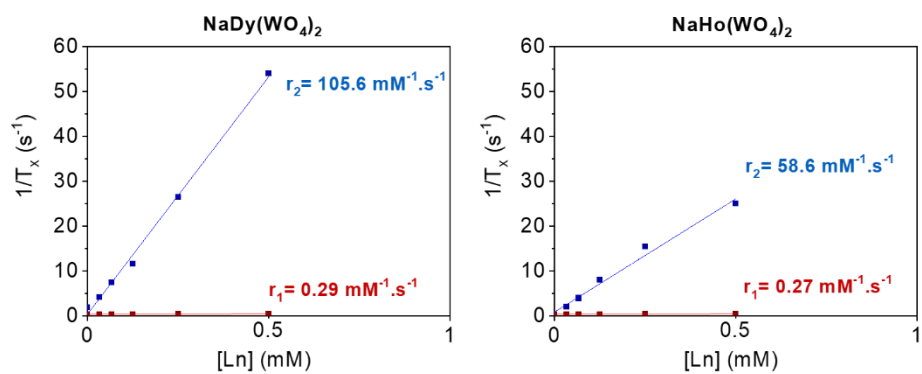 NaDy(WO₄)₂
60
50
40
30
20
10
0
1/Tₓ (s⁻¹)
r₂= 105.6 mM⁻¹.s⁻¹
r₁= 0.29 mM⁻¹.s⁻¹
0
0.5
1
[Ln] (mM)
NaHo(WO₄)₂
60
50
40
30
20
10
0
1/Tₓ (s⁻¹)
r₂= 58.6 mM⁻¹.s⁻¹
r₁= 0.27 mM⁻¹.s⁻¹
0
0.5
1
[Ln] (mM)